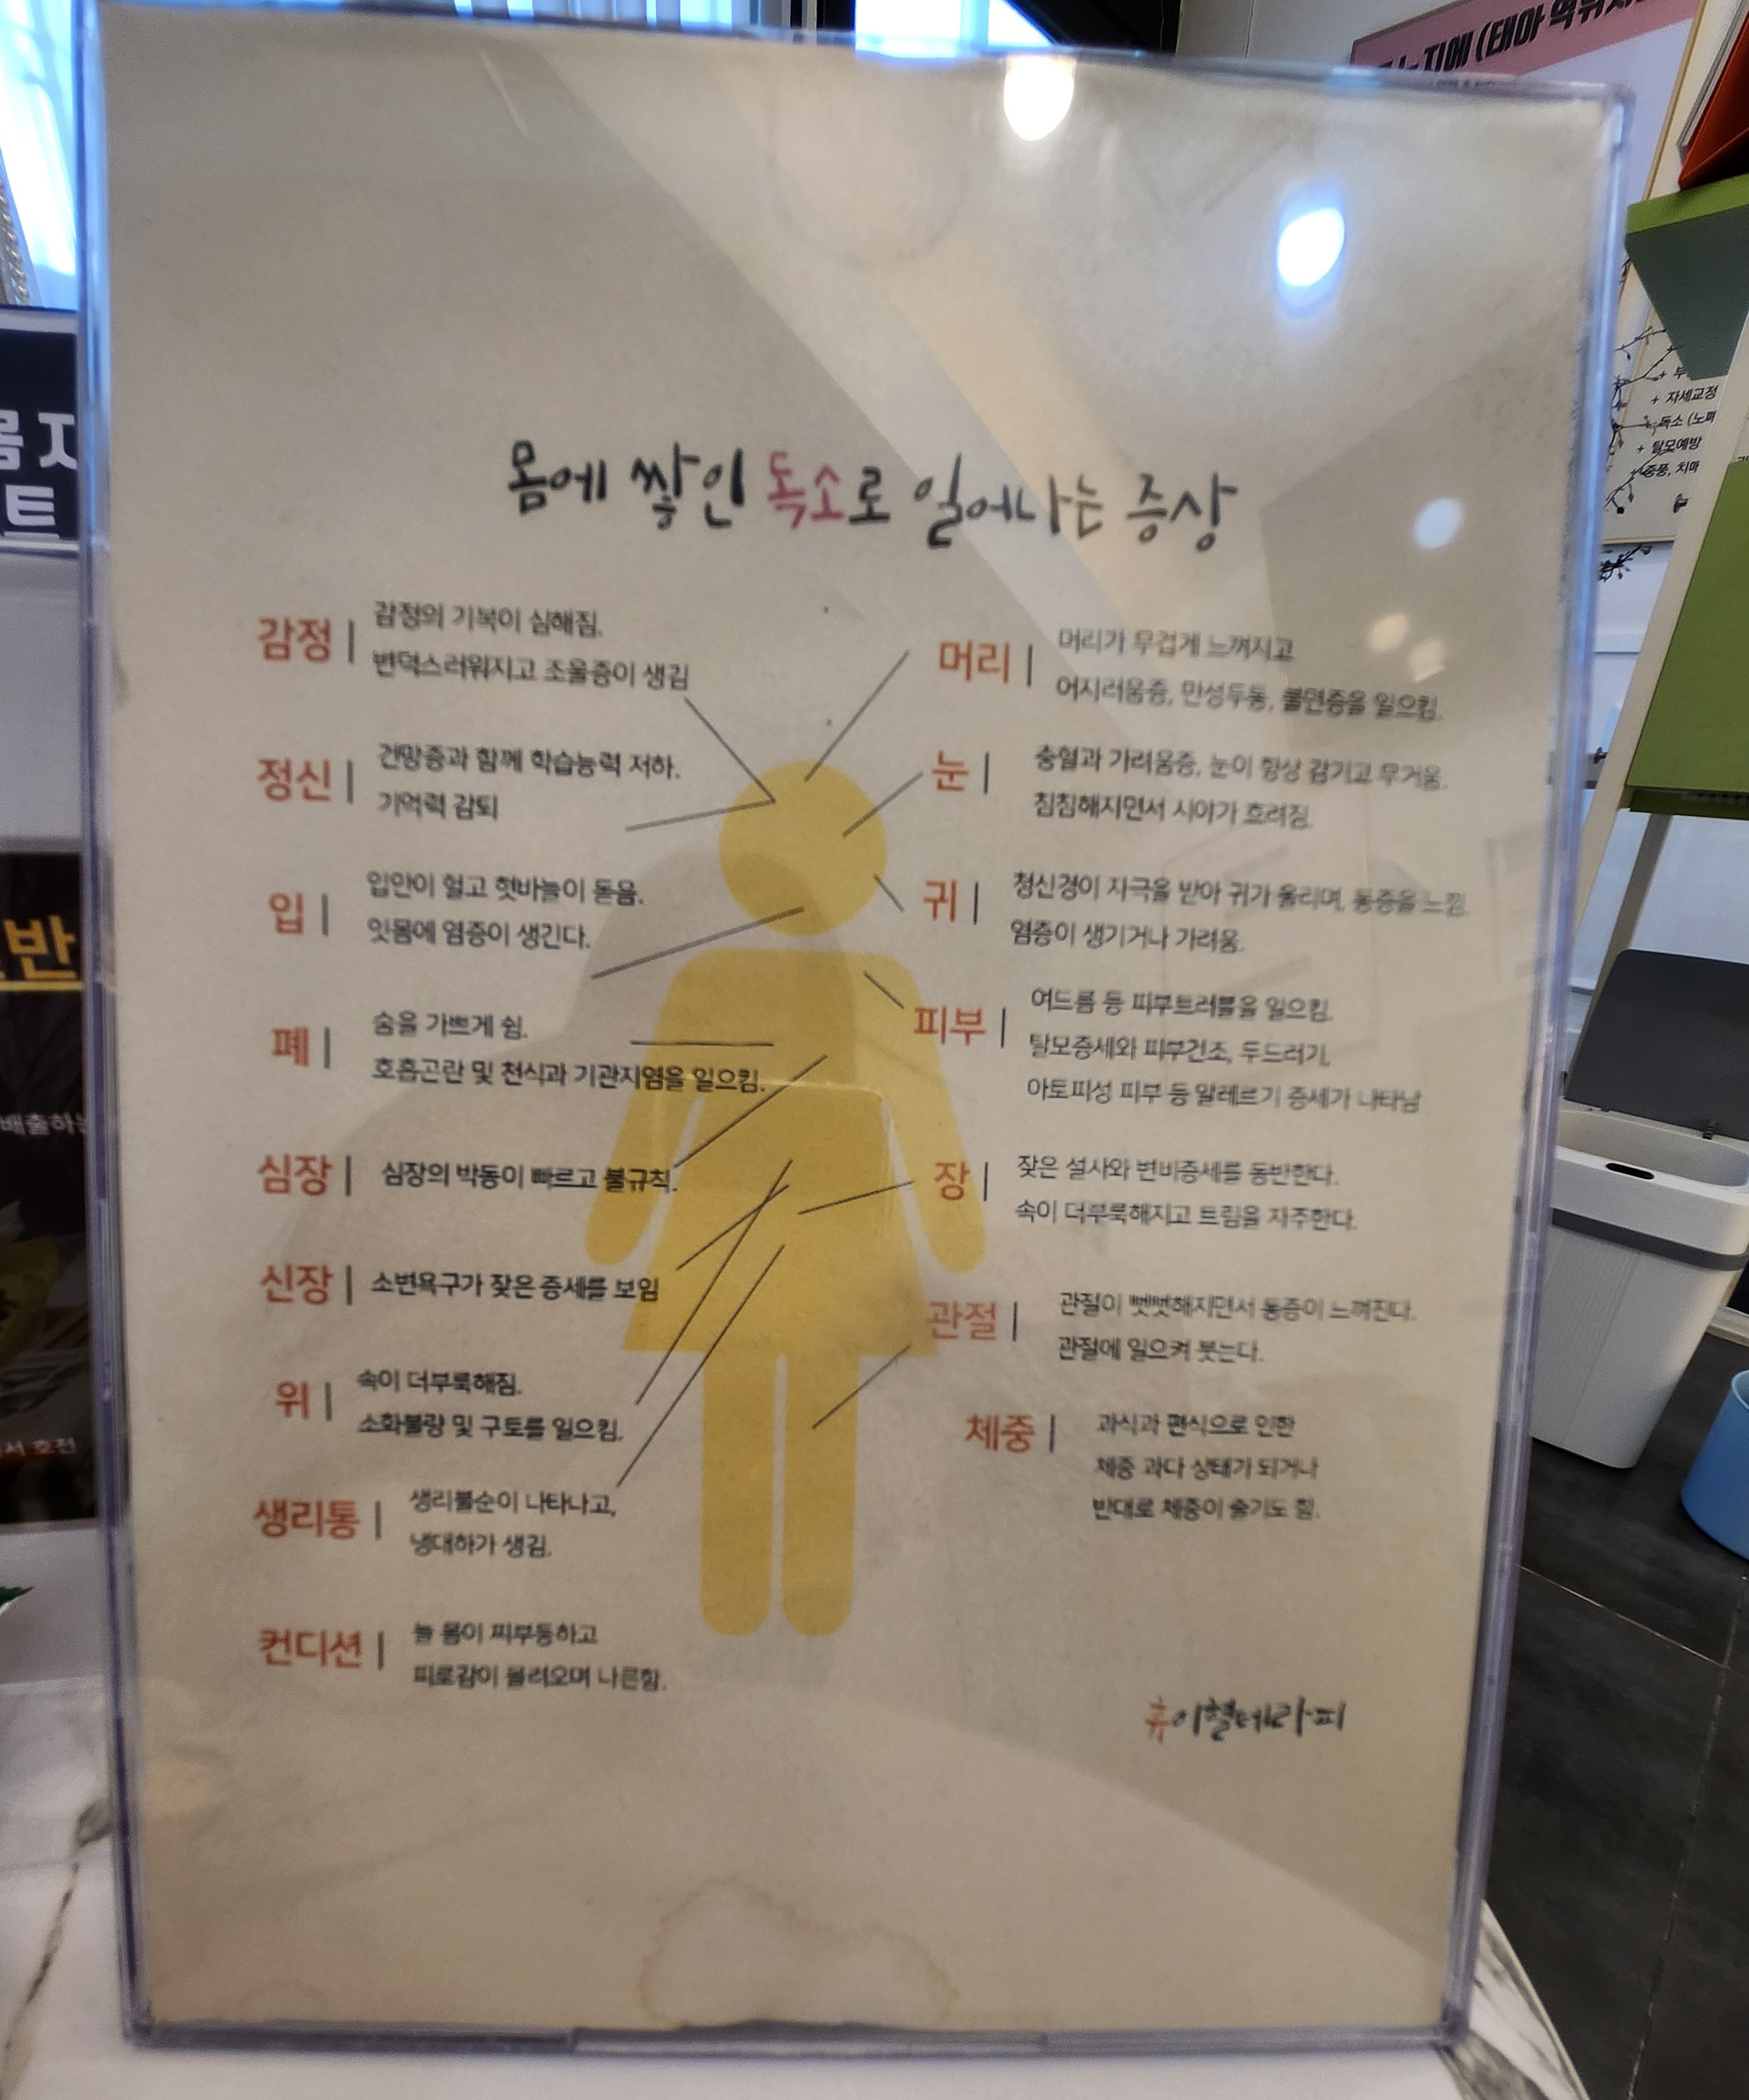 몸에 쌓인 독소로 일어나는 증상
감정 |
감정의 기복이 심해짐.
변덕스러워지고 조울증이 생김
정신 |
건망증과 함께 학습능력 저하.
기억력 감퇴
입 |
입안이 헐고 혓바늘이 돋음.
잇몸에 염증이 생긴다.
폐 |
숨을 가쁘게 쉼.
호흡곤란 및 천식과 기관지염을 일으킴.
심장 |
심장의 박동이 빠르고 불규칙.
신장 |
소변욕구가 잦은 증세를 보임
위 |
속이 더부룩해짐.
소화불량 및 구토를 일으킴.
생리통 |
생리불순이 나타나고,
냉대하가 생김.
컨디션 |
늘 몸이 찌부둥하고
피로감이 몰려오며 나른함.
머리 |
머리가 무겁게 느껴지고
어지러움증, 만성두통, 불면증을 일으킴.
눈 |
충혈과 가려움증, 눈이 항상 감기고 무거움.
침침해지면서 시야가 흐려짐.
귀 |
청신경이 자극을 받아 귀가 울리며, 통증을 느낌.
염증이 생기거나 가려움.
피부 |
여드름 등 피부트러블을 일으킴.
탈모증세와 피부건조, 두드러기,
아토피성 피부 등 알레르기 증세가 나타남
장 |
잦은 설사와 변비증세를 동반한다.
속이 더부룩해지고 트림을 자주한다.
관절 |
관절이 뻣뻣해지면서 통증이 느껴진다.
관절에 일으켜 붓는다.
체중 |
과식과 편식으로 인한
체중 과다 상태가 되거나
반대로 체중이 줄기도 함.
휴이혈테라피
(태아
+ 자세교정
+ 탈모예방
트
반
배출하는